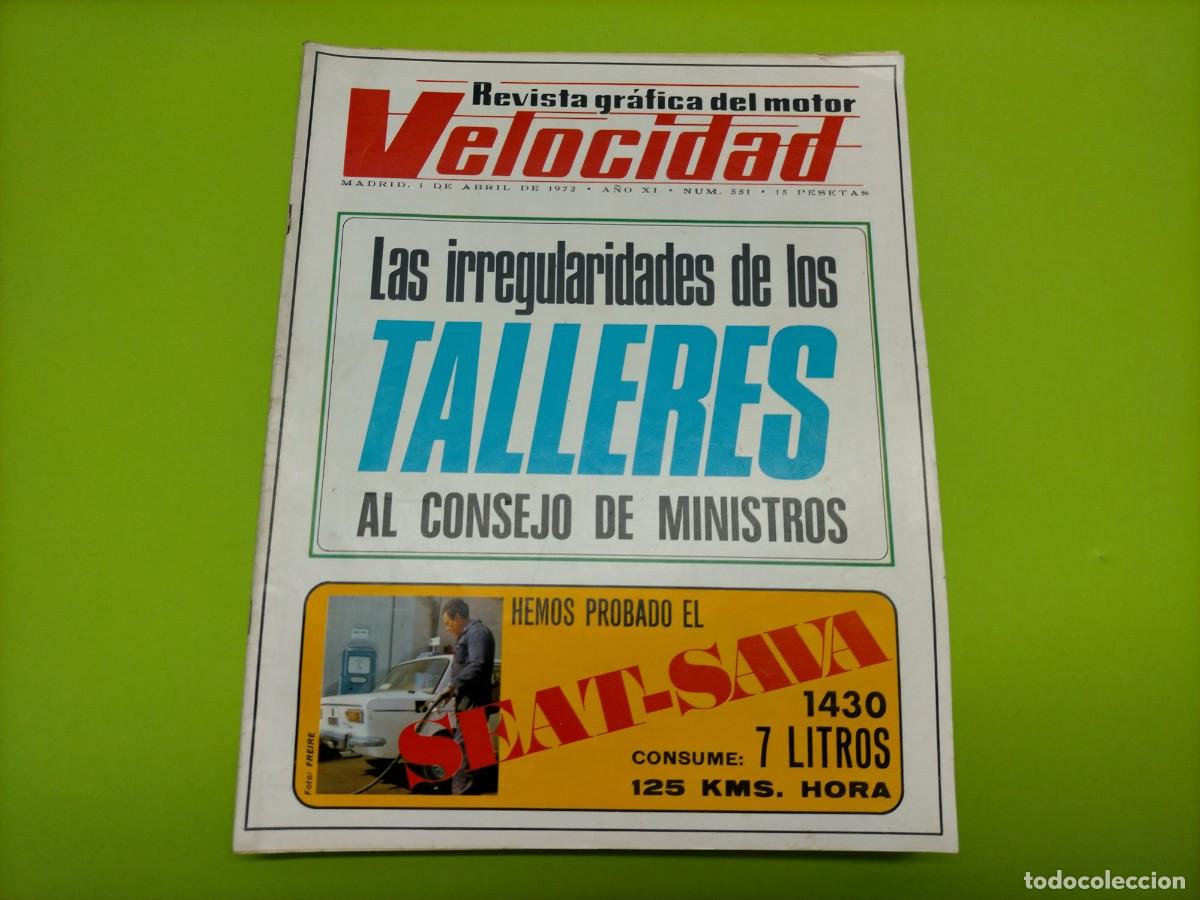 Revista gráfica del motor
Velocidad
MADRID, 1 DE ABRIL DE 1972 • AÑO XI • NUM. 551 • 15 PESETAS
Las irregularidades de los
TALLERES
AL CONSEJO DE MINISTROS
HEMOS PROBADO EL
SEAT-SAVA
1430
CONSUME: 7 LITROS
125 KMS. HORA
Foto: FREIRE
todocoleccion